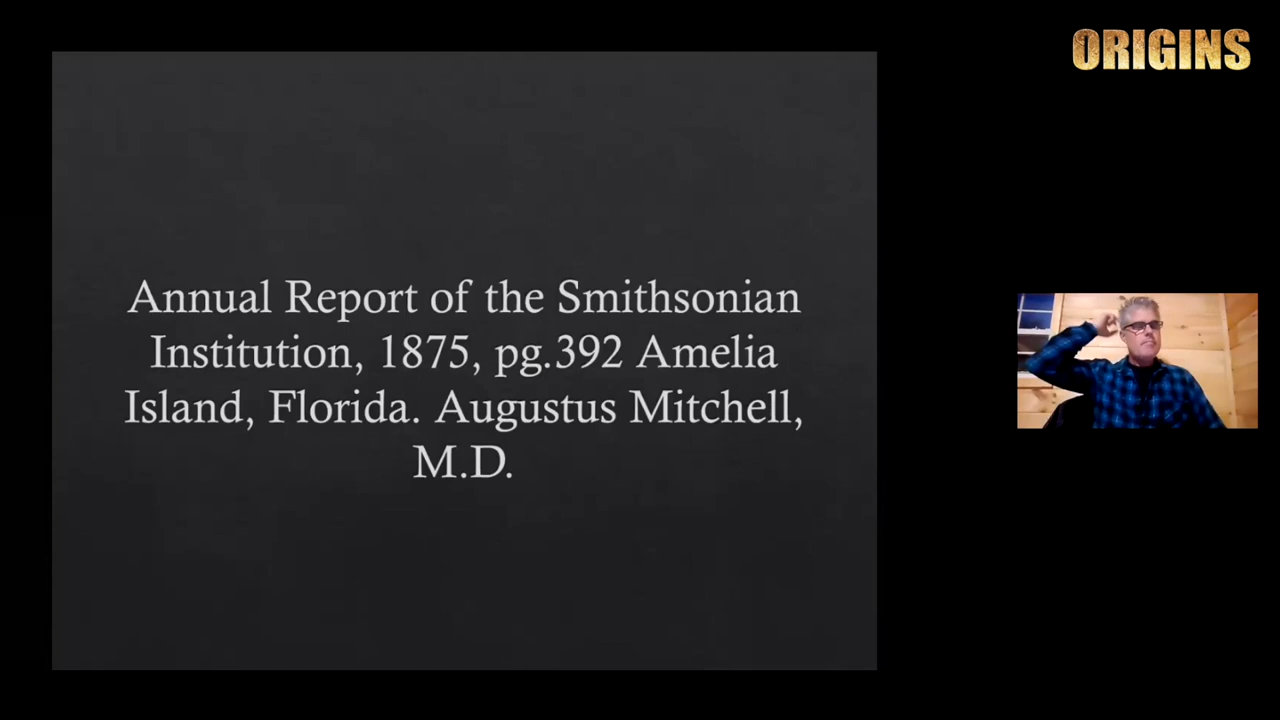 ORIGINS
Annual Report of the Smithsonian
Institution, 1875, pg.392 Amelia
Island, Florida. Augustus Mitchell,
M.D.